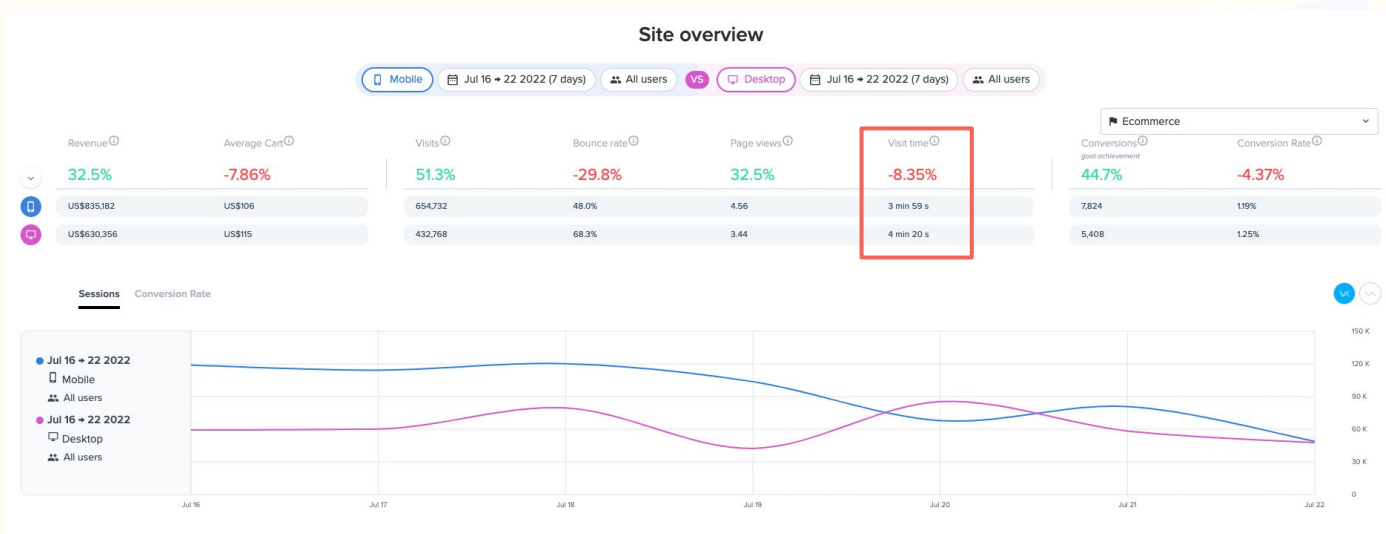 Site overview
Mobile Jul 16 → 22 2022 (7 days) All users VS Desktop Jul 16 → 22 2022 (7 days) All users
Ecommerce
Revenue Average Cart Visits Bounce rate Page views Visit time Conversions Conversion Rate
goal achievement
32.5% -7.86% 51.3% -29.8% 32.5% -8.35% 44.7% -4.37%
US$835,182 US$106 654,732 48.0% 4.56 3 min 59 s 7,824 1.19%
US$630,356 US$115 432,768 68.3% 3.44 4 min 20 s 5,408 1.25%
Sessions Conversion Rate
Jul 16 → 22 2022
Mobile
All users
Jul 16 → 22 2022
Desktop
All users
150 K
120 K
90 K
60 K
30 K
0
Jul 16 Jul 17 Jul 18 Jul 19 Jul 20 Jul 21 Jul 22